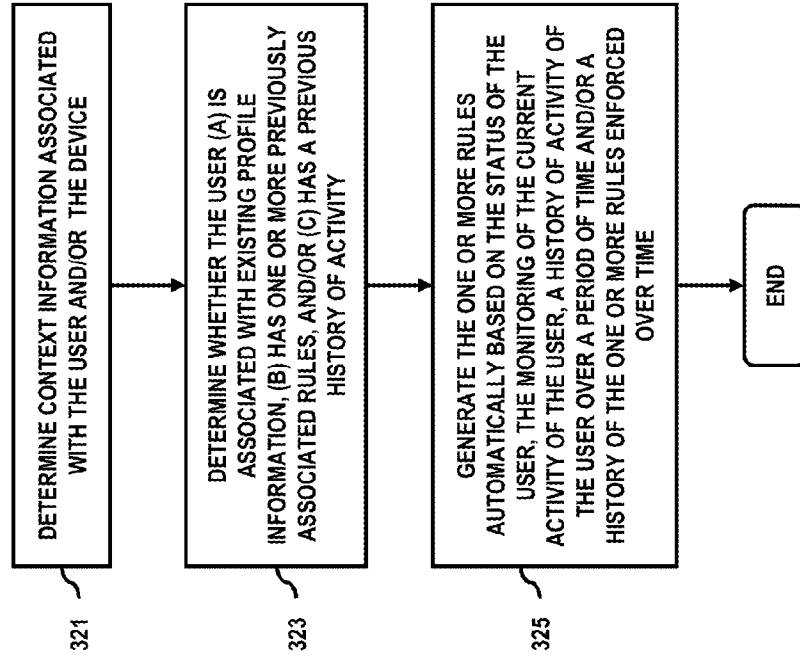 DETERMINE CONTEXT INFORMATION ASSOCIATED
WITH THE USER AND/OR THE DEVICE
321
DETERMINE WHETHER THE USER (A) IS
ASSOCIATED WITH EXISTING PROFILE
INFORMATION, (B) HAS ONE OR MORE PREVIOUSLY
ASSOCIATED RULES, AND/OR (C) HAS A PREVIOUS
HISTORY OF ACTIVITY
323
GENERATE THE ONE OR MORE RULES
AUTOMATICALLY BASED ON THE STATUS OF THE
USER, THE MONITORING OF THE CURRENT
ACTIVITY OF THE USER, A HISTORY OF ACTIVITY OF
THE USER OVER A PERIOD OF TIME AND/OR A
HISTORY OF THE ONE OR MORE RULES ENFORCED
OVER TIME
325
END